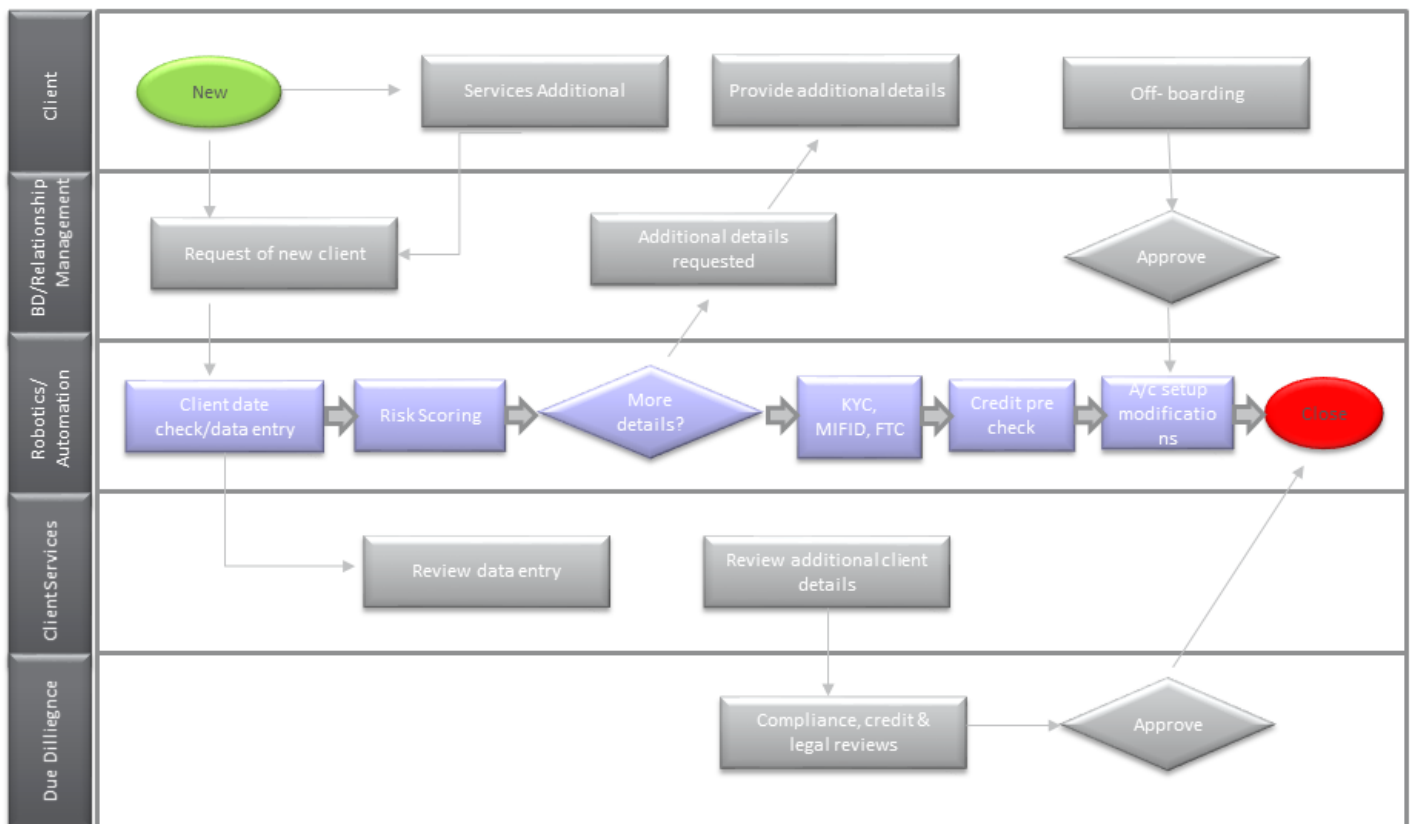 Client
New
Services Additional
Provide additional details
Off- boarding
BD/Relationship
Management
Request of new client
Additional details
requested
Approve
Robotics/
Automation
Client date
check/data entry
Risk Scoring
More
details?
KYC,
MIFID, FTC
Credit pre
check
A/c setup
modificatio
ns
Close
Client Services
Review data entry
Review additional client
details
Due Dilliegnce
Compliance, credit &
legal reviews
Approve